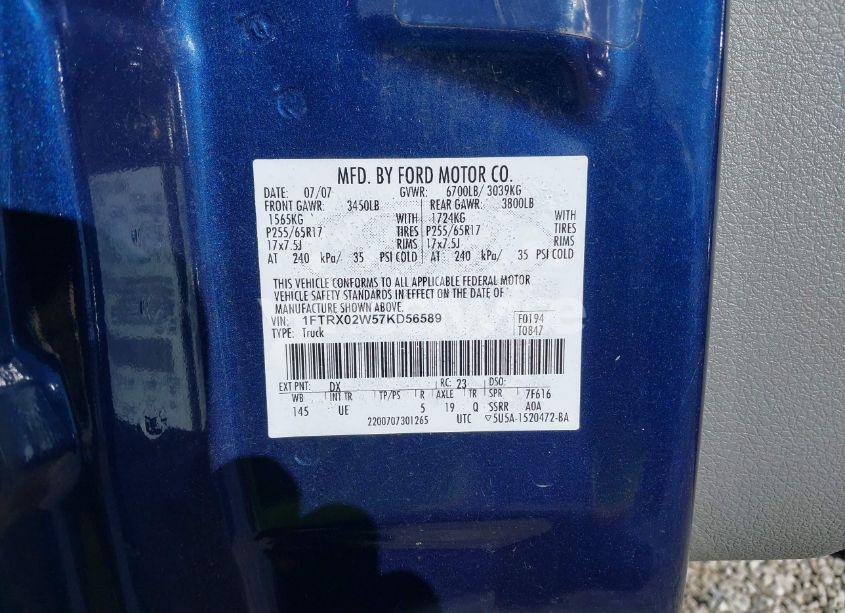 MFD. BY FORD MOTOR CO.
DATE: 07/07 GVWR: 6700LB/ 3039KG
FRONT GAWR: 3450LB REAR GAWR: 3800LB
1565KG WITH 1724KG WITH
P255/65R17 TIRES P255/65R17 TIRES
17x7.5J RIMS 17x7.5J RIMS
AT 240 kPa/ 35 PSI COLD AT 240 kPa/ 35 PSI COLD
THIS VEHICLE CONFORMS TO ALL APPLICABLE FEDERAL MOTOR
VEHICLE SAFETY STANDARDS IN EFFECT ON THE DATE OF
MANUFACTURE SHOWN ABOVE.
VIN: 1FTRX02W57KD56589 F0194
TYPE: Truck T0847
EXT PNT: DX RC: 23 DSO:
WB INT TR TP/PS R AXLE TR SPR 7F616
145 UE 5 19 Q SSRR A0A
2200707301265 UTC ▽5U5A-1520472-BA